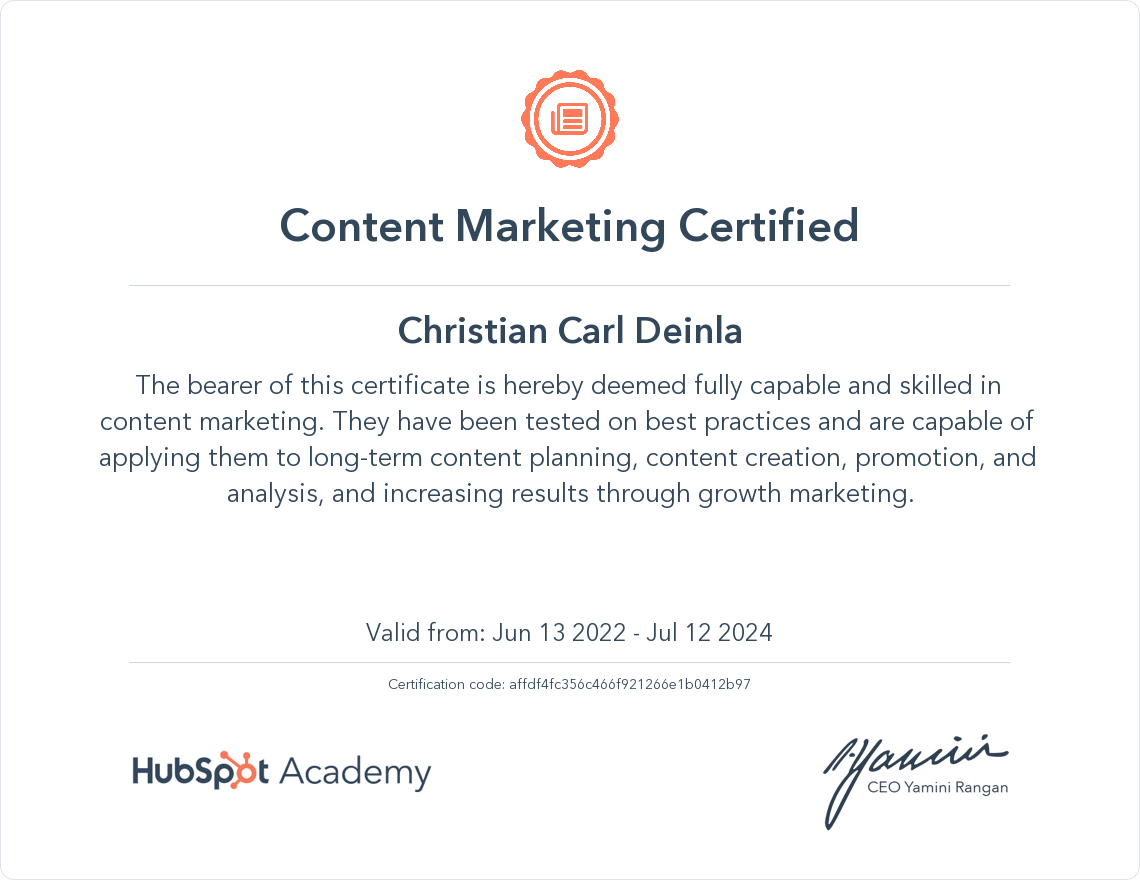 Content Marketing Certified
Christian Carl Deinla
The bearer of this certificate is hereby deemed fully capable and skilled in
content marketing. They have been tested on best practices and are capable of
applying them to long-term content planning, content creation, promotion, and
analysis, and increasing results through growth marketing.
Valid from: Jun 13 2022 - Jul 12 2024
Certification code: affdf4fc356c466f921266e1b0412b97
HubSpot Academy
CEO Yamini Rangan